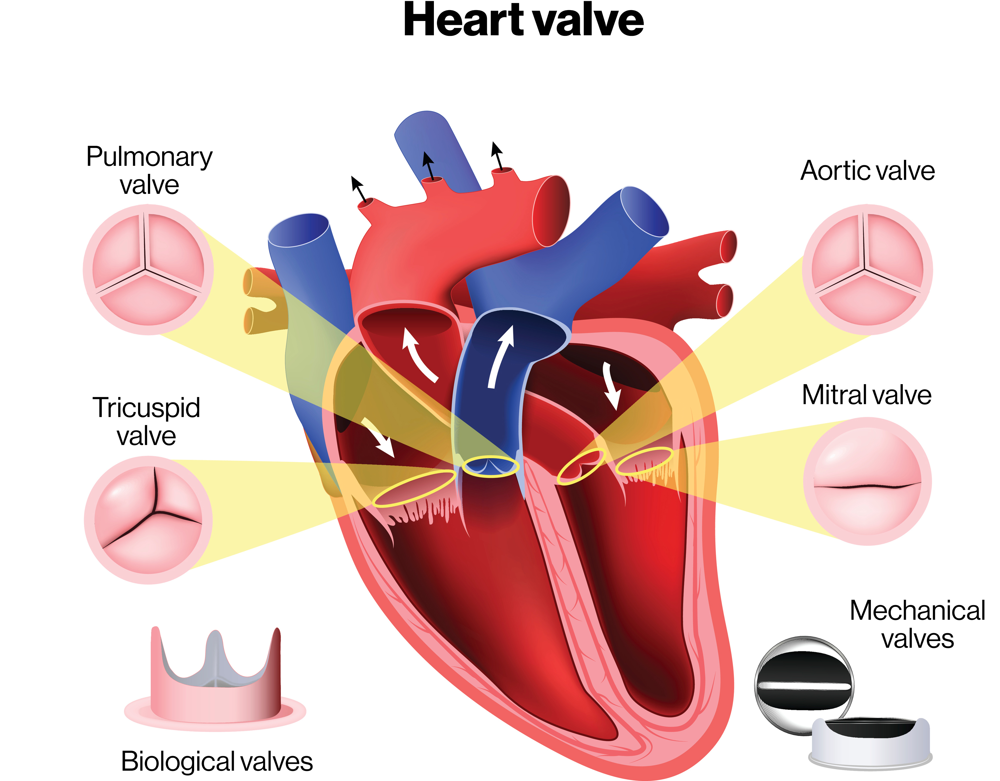 Heart valve
Pulmonary
valve
Aortic valve
Tricuspid
valve
Mitral valve
Mechanical
valves
Biological valves